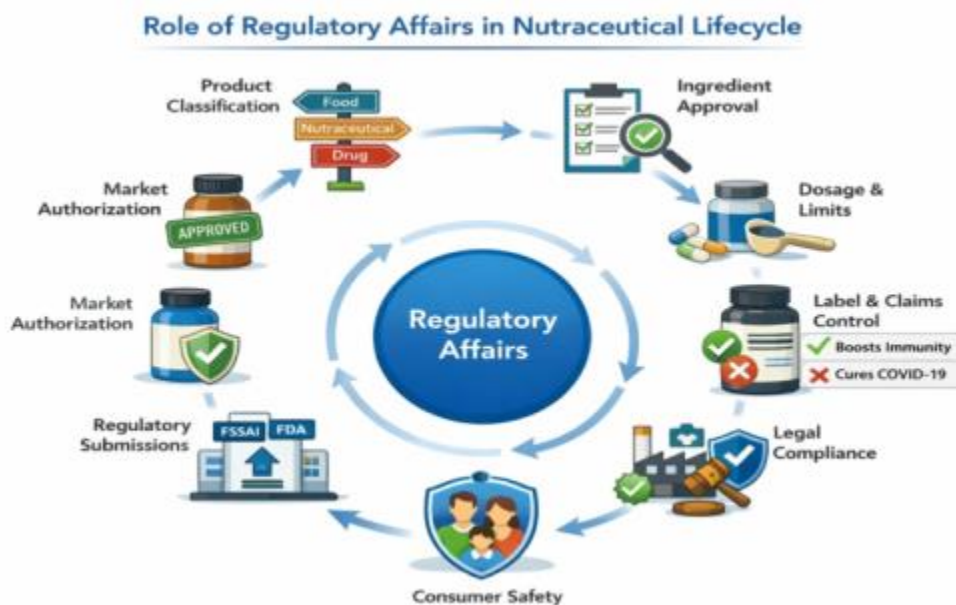 Role of Regulatory Affairs in Nutraceutical Lifecycle
Product
Classification
Food
Nutraceutical
Drug
Ingredient
Approval
Dosage &
Limits
Label & Claims
Control
Boosts Immunity
Cures COVID-19
Legal
Compliance
Consumer Safety
Regulatory
Submissions
FSSAI
FDA
Market
Authorization
Market
Authorization
APPROVED
Regulatory
Affairs